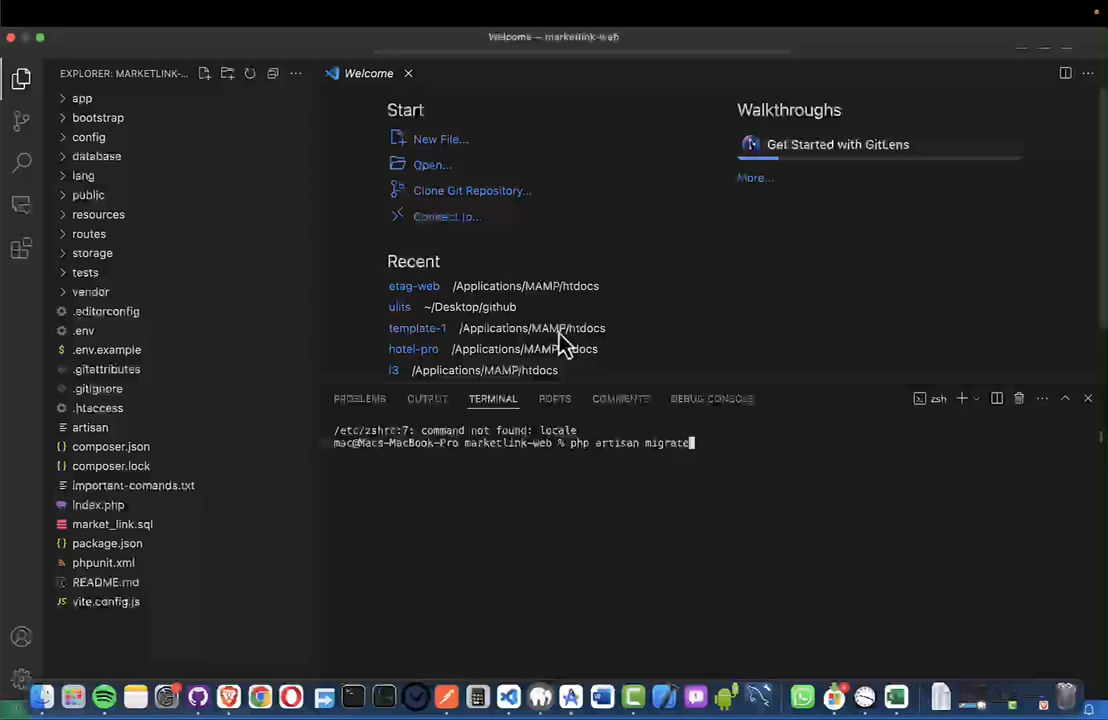 Welcome — marketlink-web
EXPLORER: MARKETLINK-...
Welcome
app
bootstrap
config
database
lang
public
resources
routes
storage
tests
vendor
.editorconfig
.env
.env.example
.gitattributes
.gitignore
.htaccess
artisan
composer.json
composer.lock
important-comands.txt
index.php
market_link.sql
package.json
phpunit.xml
README.md
vite.config.js
Start
New File...
Open...
Clone Git Repository...
Connect to...
Recent
etag-web /Applications/MAMP/htdocs
ulits ~/Desktop/github
template-1 /Applications/MAMP/htdocs
hotel-pro /Applications/MAMP/htdocs
l3 /Applications/MAMP/htdocs
Walkthroughs
Get Started with GitLens
More...
PROBLEMS OUTPUT TERMINAL PORTS COMMENTS DEBUG CONSOLE
zsh
/etc/zshrc:7: command not found: locale
mac@Macs-MacBook-Pro marketlink-web % php artisan migrate